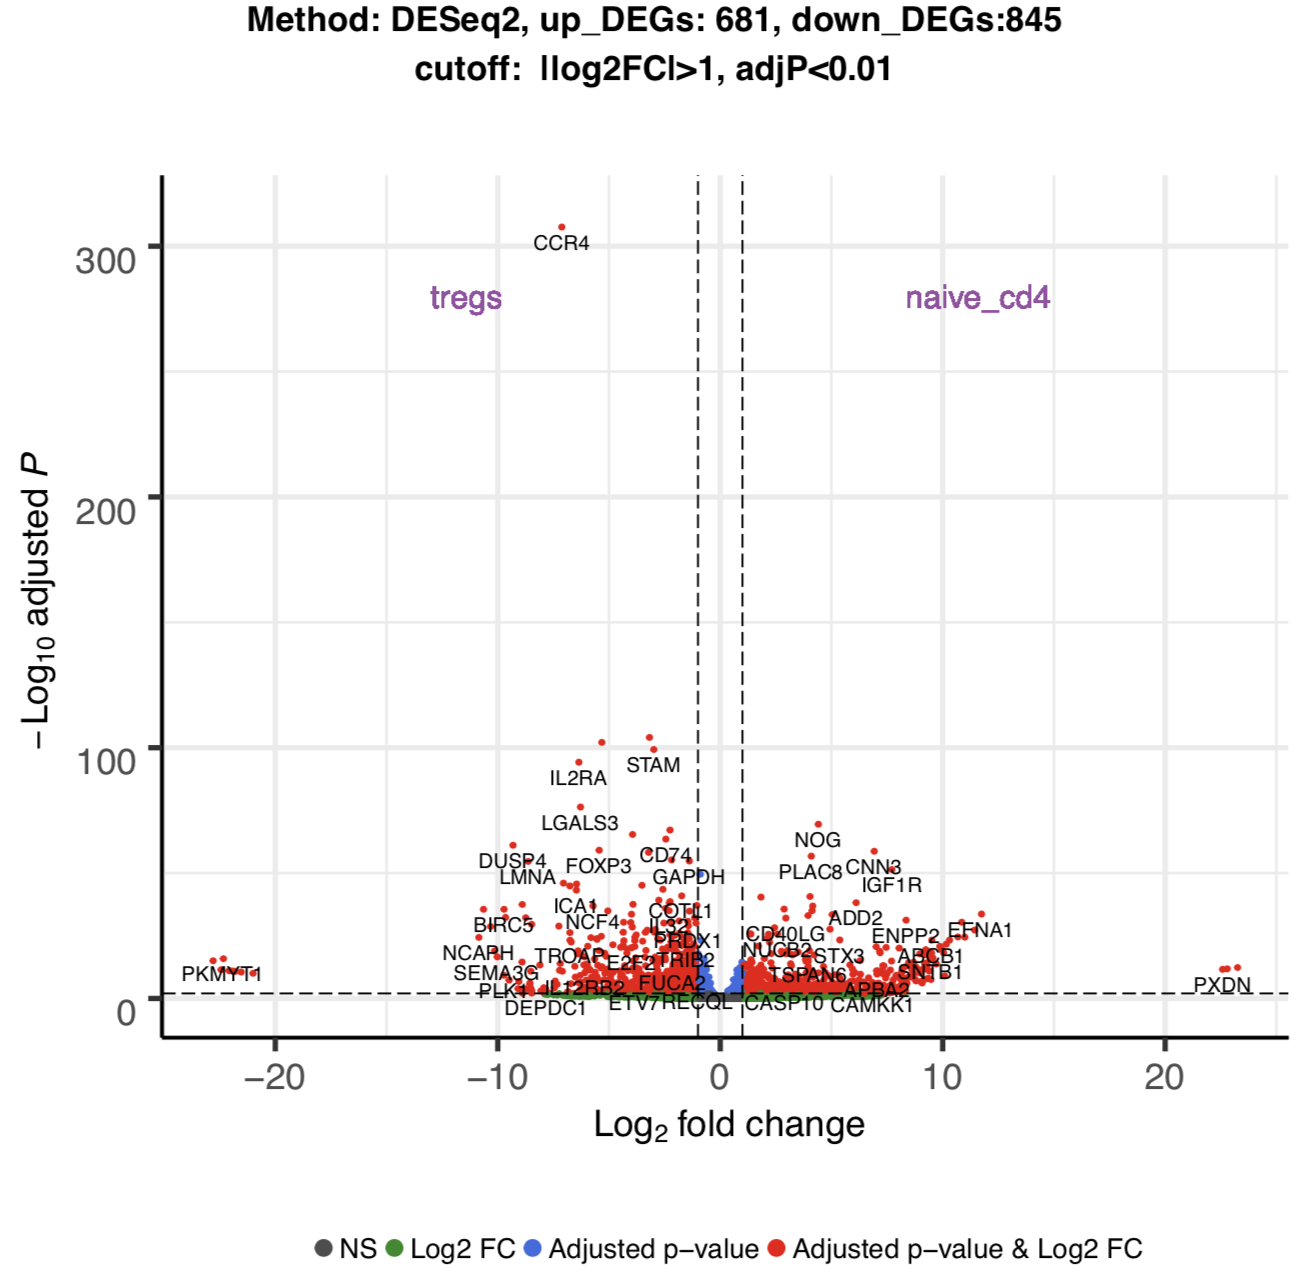 Method: DESeq2, up_DEGs: 681, down_DEGs:845
cutoff:  |log2FC|>1, adjP<0.01
300
200
100
0
−Log10 adjusted P
tregs
naive_cd4
CCR4
STAM
IL2RA
LGALS3
NOG
DUSP4
FOXP3
CD74
PLAC8
CNN3
LMNA
GAPDH
IGF1R
ICA1
COTL1
BIRC5
NCF4
IL32
ADD2
EFNA1
PRDX1
CD40LG
ENPP2
NCAPH
TROAP
E2F2
TRIB2
NUCB2
STX3
ABCB1
PKMYT1
SEMA3G
TSPAN6
SNTB1
PXDN
PLK1
IL12RB2
FUCA2
APBA2
DEPDC1
ETV7
RECQL
CASP10
CAMKK1
−20
−10
0
10
20
Log2 fold change
NS
Log2 FC
Adjusted p−value
Adjusted p−value & Log2 FC